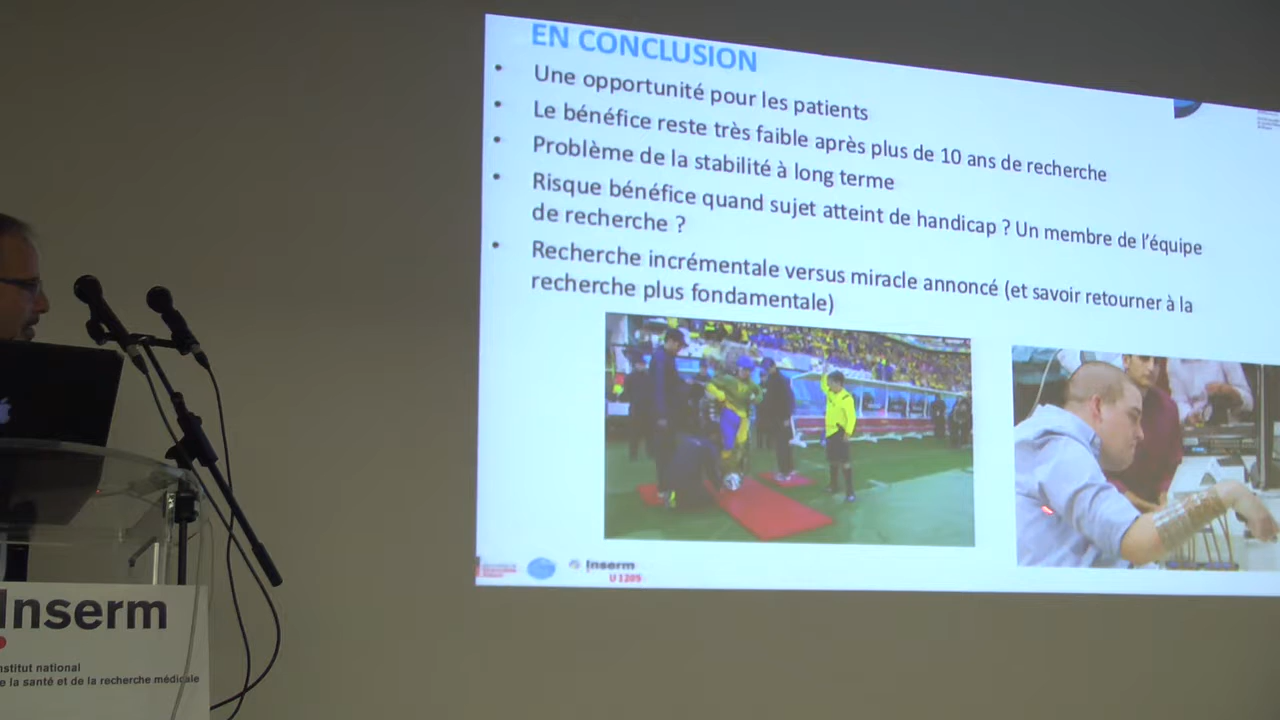 EN CONCLUSION
• Une opportunité pour les patients
• Le bénéfice reste très faible après plus de 10 ans de recherche
• Problème de la stabilité à long terme
• Risque bénéfice quand sujet atteint de handicap ? Un membre de l'équipe
de recherche ?
• Recherche incrémentale versus miracle annoncé (et savoir retourner à la
recherche plus fondamentale)
Inserm
U 1205
Inserm
nstitut national
e la santé et de la recherche médicale